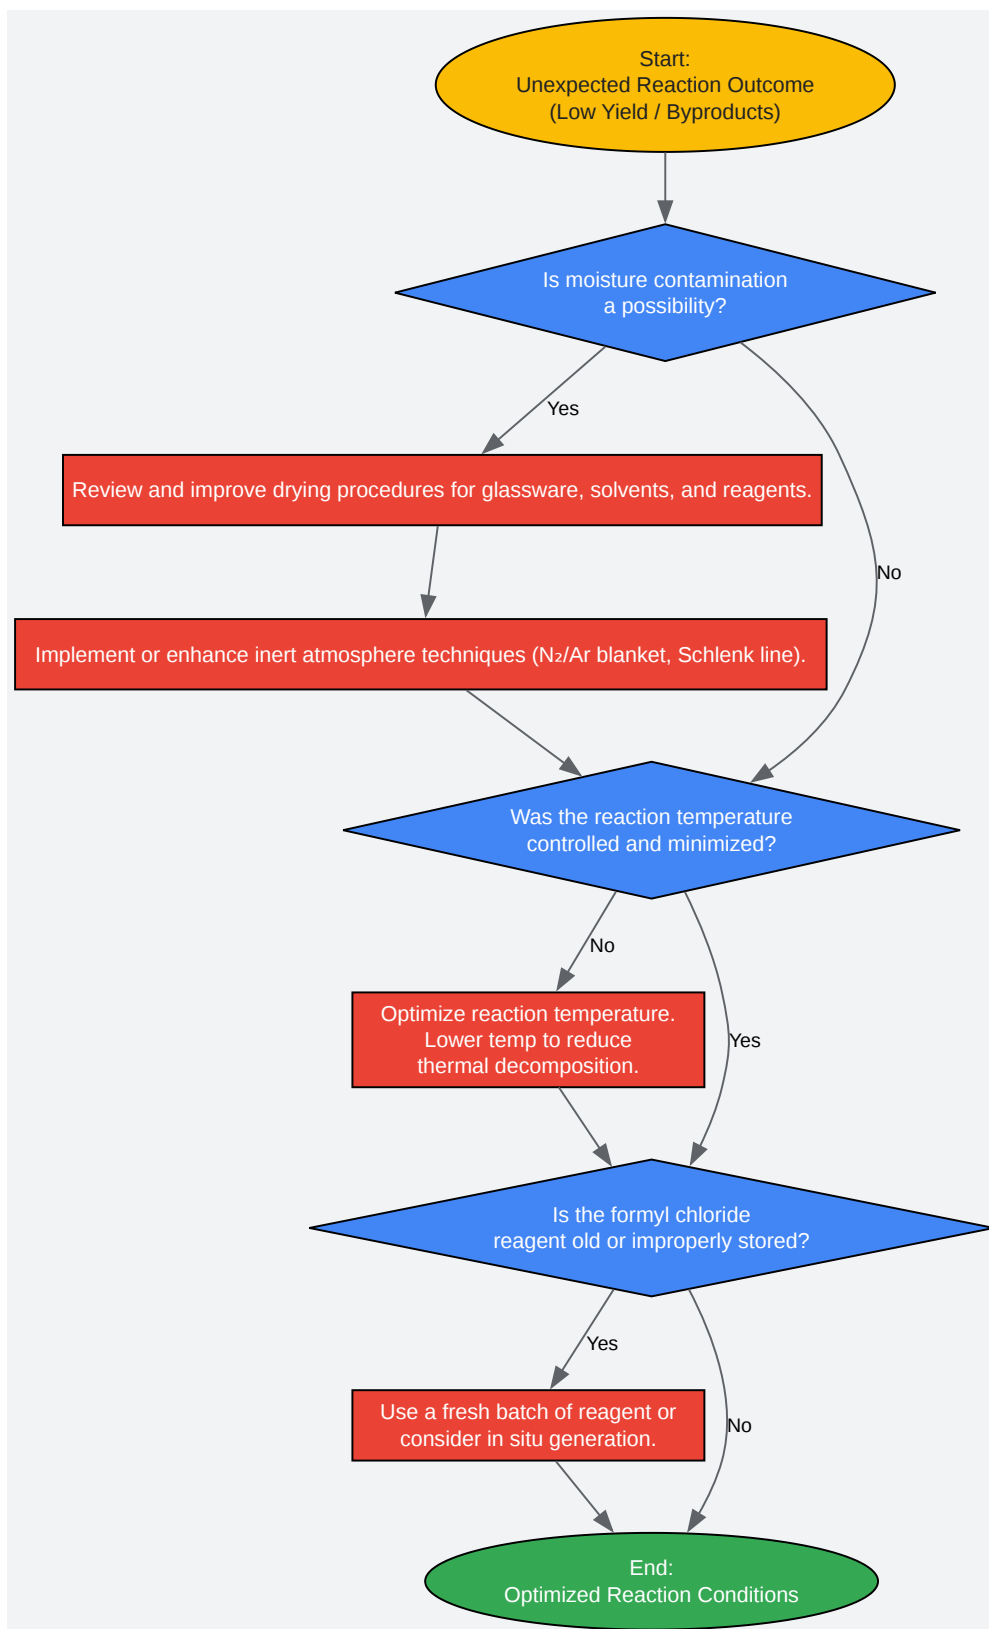 Start:
Unexpected Reaction Outcome
(Low Yield / Byproducts)
Is moisture contamination
a possibility?
Yes
Review and improve drying procedures for glassware, solvents, and reagents.
No
Implement or enhance inert atmosphere techniques (N₂/Ar blanket, Schlenk line).
Was the reaction temperature
controlled and minimized?
No
Optimize reaction temperature.
Lower temp to reduce
thermal decomposition.
Yes
Is the formyl chloride
reagent old or improperly stored?
Yes
Use a fresh batch of reagent or
consider in situ generation.
No
End:
Optimized Reaction Conditions